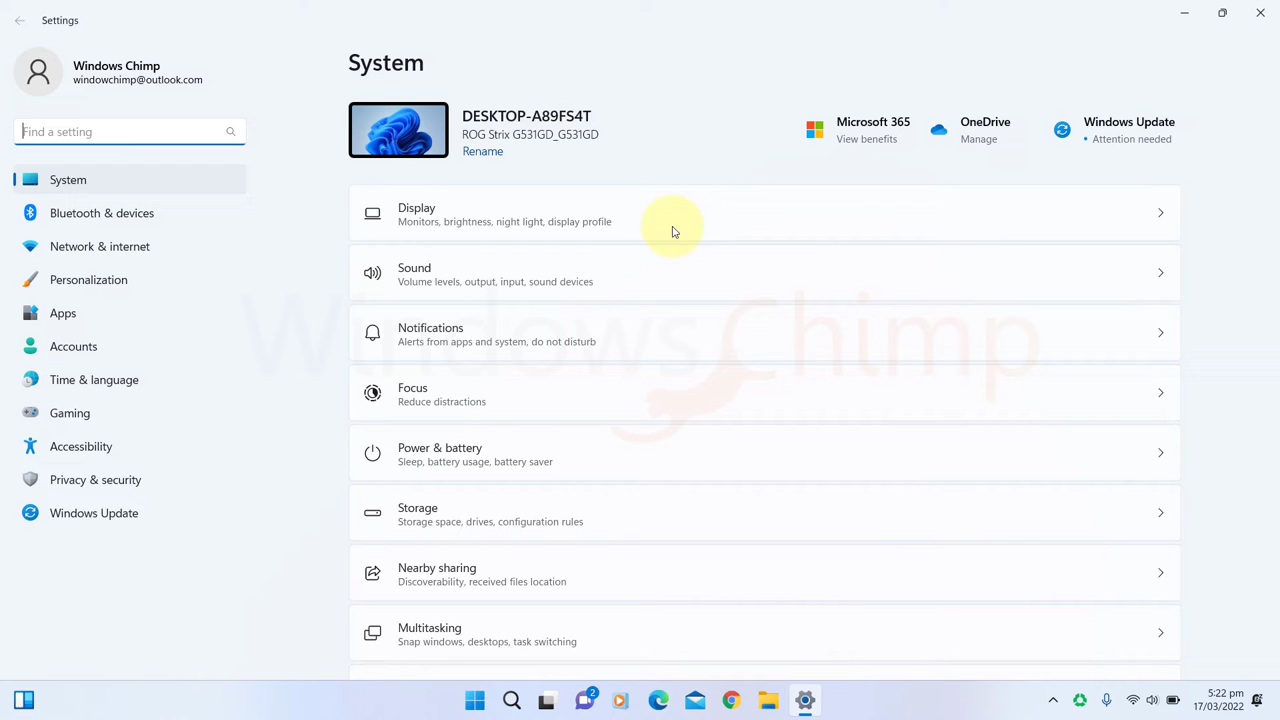 Settings
Windows Chimp
windowchimp@outlook.com
Find a setting
System
Bluetooth & devices
Network & internet
Personalization
Apps
Accounts
Time & language
Gaming
Accessibility
Privacy & security
Windows Update
System
DESKTOP-A89FS4T
ROG Strix G531GD_G531GD
Rename
Microsoft 365
View benefits
OneDrive
Manage
Windows Update
• Attention needed
Display
Monitors, brightness, night light, display profile
Sound
Volume levels, output, input, sound devices
Notifications
Alerts from apps and system, do not disturb
Focus
Reduce distractions
Power & battery
Sleep, battery usage, battery saver
Storage
Storage space, drives, configuration rules
Nearby sharing
Discoverability, received files location
Multitasking
Snap windows, desktops, task switching
Windows Chimp
2
5:22 pm
17/03/2022